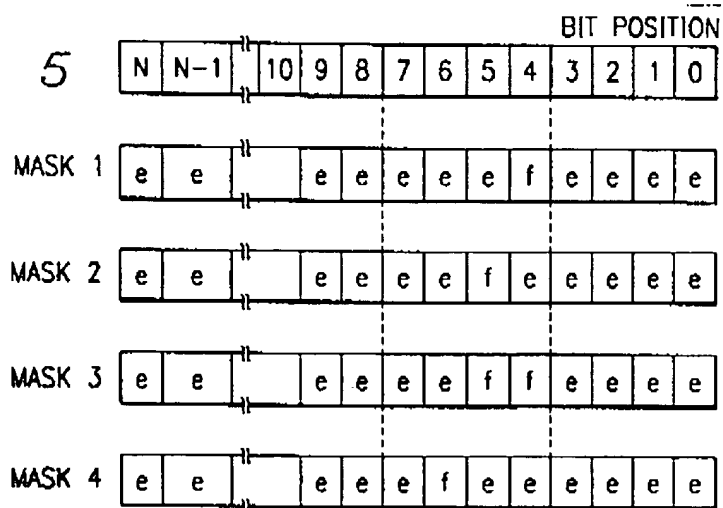 BIT POSITION
5 N N-1 10 9 8 7 6 5 4 3 2 1 0
MASK 1 e e e e e e e f e e e e
MASK 2 e e e e e e f e e e e e
MASK 3 e e e e e e f f e e e e
MASK 4 e e e e e f e e e e e e